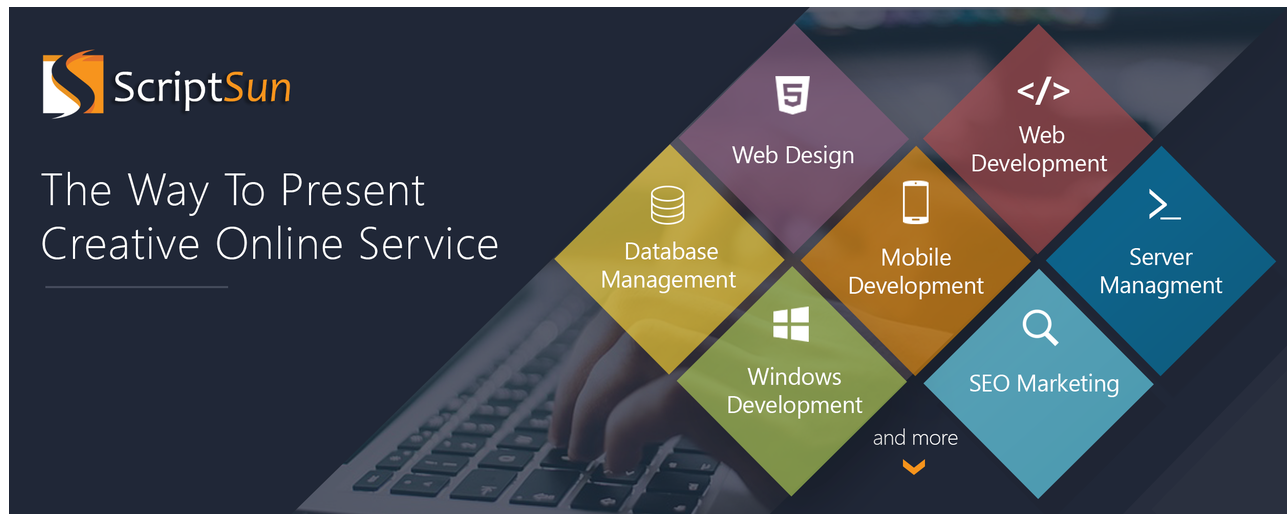 ScriptSun
The Way To Present
Creative Online Service
Web Design
</>
Web
Development
Database
Management
Mobile
Development
Server
Managment
Windows
Development
SEO Marketing
and more